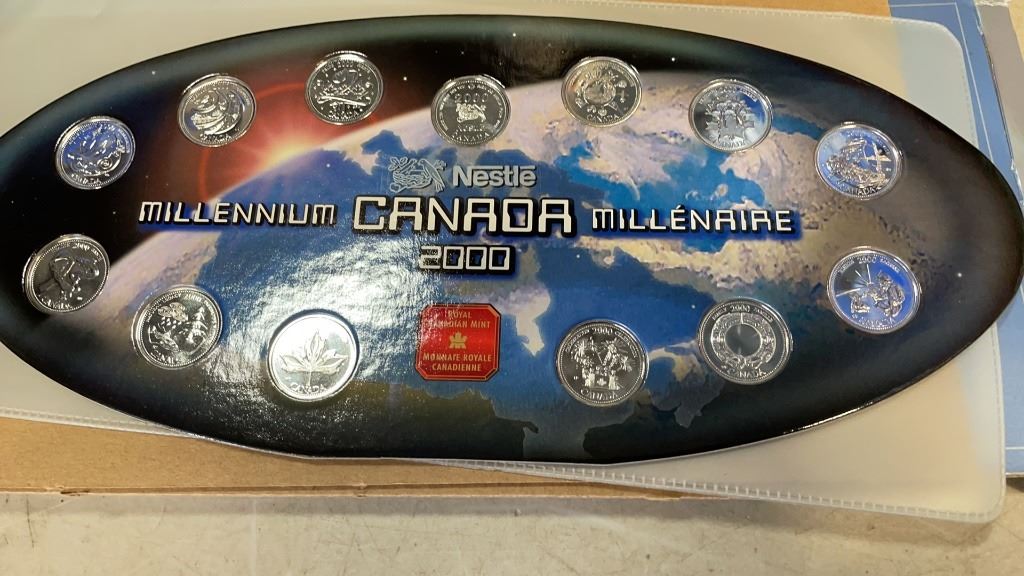 Nestlé
MILLENNIUM CANADA MILLÉNAIRE
2000
ROYAL
CANADIAN MINT
MONNAIE ROYALE
CANADIENNE